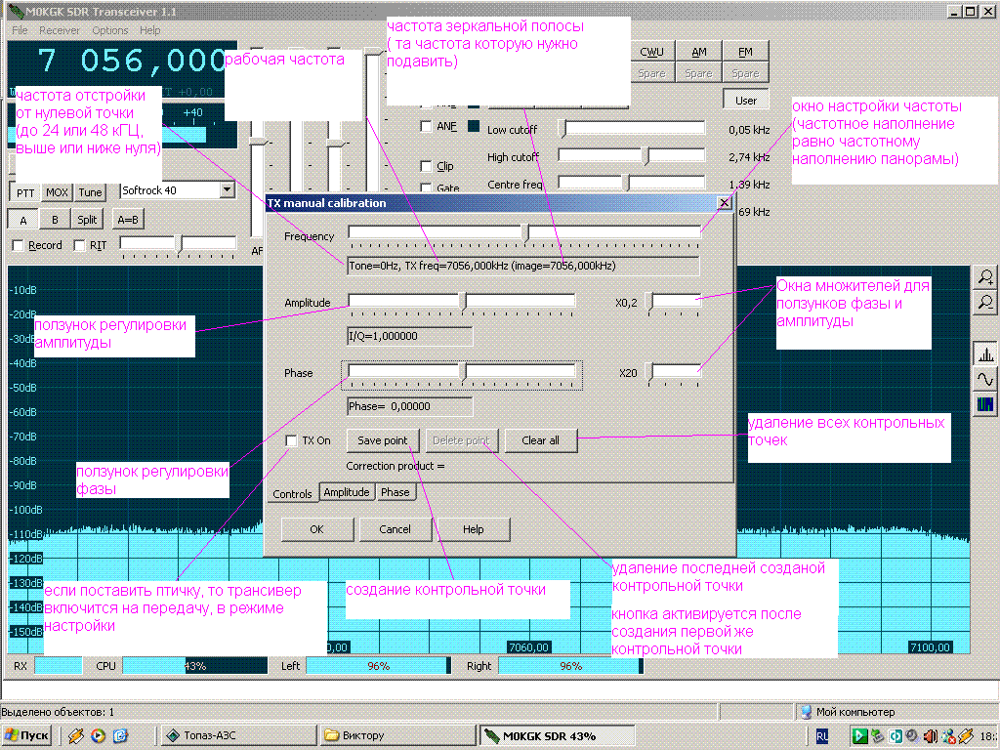 M0KGK SDR Transceiver 1.1
File Receiver Options Help
7 056,000
T +0,00
+40
рабочая частота
частота зеркальной полосы
( та частота которую нужно
подавить)
частота отстройки
от нулевой точки
(до 24 или 48 кГЦ,
выше или ниже нуля)
окно настройки частоты
(частотное наполнение
равно частотному
наполнению панорамы)
CWU AM FM
Spare Spare Spare
User
ANF Low cutoff 0,05 kHz
High cutoff 2,74 kHz
Clip
Gate Centre freq 1,39 kHz
69 kHz
PTT MOX Tune Softrock 40
A B Split A=B
Record RIT AF
TX manual calibration
Frequency
Tone=0Hz, TX freq=7056,000kHz (image=7056,000kHz)
Amplitude X0,2
I/Q=1,000000
Phase X20
Phase= 0,00000
TX On Save point Delete point Clear all
Correction product =
Controls Amplitude Phase
OK Cancel Help
ползунок регулировки
амплитуды
Окна множителей для
ползунков фазы и
амплитуды
удаление всех контрольных
точек
ползунок регулировки
фазы
если поставить птичку, то трансивер
включится на передачу, в режиме
настройки
создание контрольной точки
удаление последней созданой
контрольной точки
кнопка активируется после
создания первой же
контрольной точки
-10dB
-20dB
-30dB
-40dB
-50dB
-60dB
-70dB
-80dB
-90dB
-100dB
-110dB
-120dB
-130dB
-140dB
-150dB
0,00 7060,00 7100,00
RX CPU 43% Left 96% Right 96%
Выделено объектов: 1 Мой компьютер
Пуск Топаз-АЗС Виктору M0KGK SDR 43% RL 18: